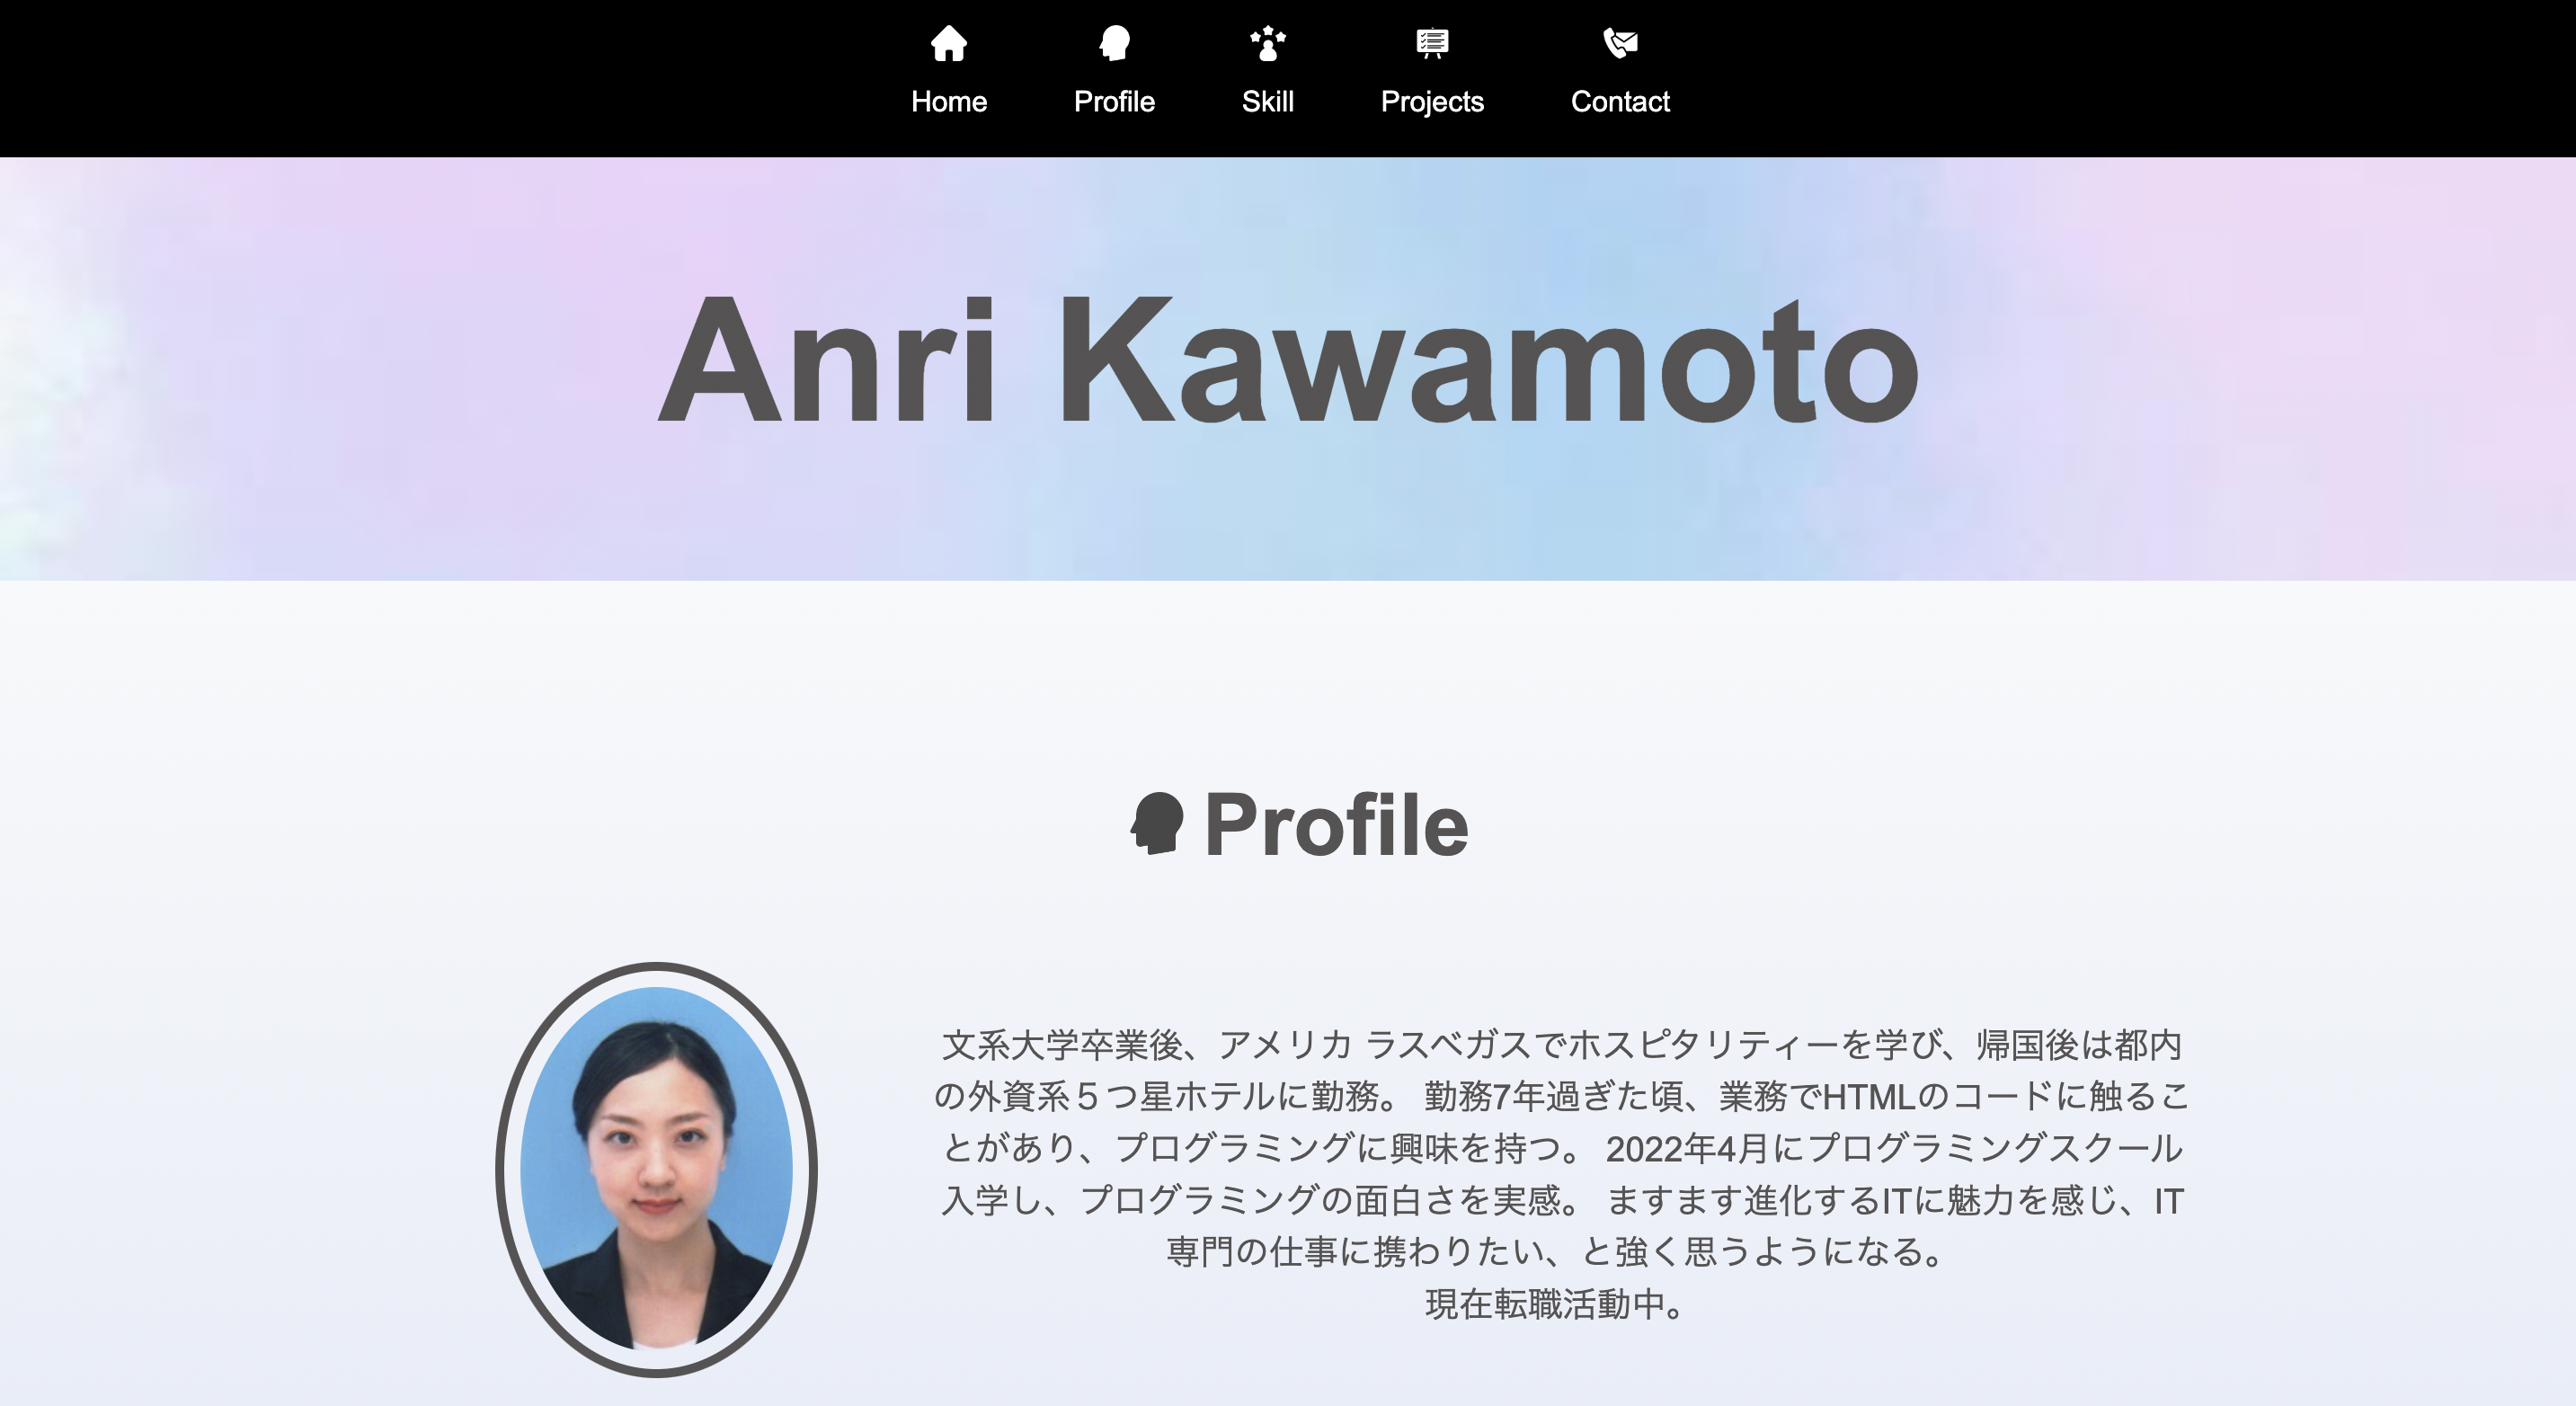 Home Profile Skill Projects Contact
Anri Kawamoto
Profile
文系大学卒業後、アメリカ ラスベガスでホスピタリティーを学び、帰国後は都内
の外資系５つ星ホテルに勤務。 勤務7年過ぎた頃、業務でHTMLのコードに触るこ
とがあり、プログラミングに興味を持つ。 2022年4月にプログラミングスクール
入学し、プログラミングの面白さを実感。 ますます進化するITに魅力を感じ、IT
専門の仕事に携わりたい、と強く思うようになる。
現在転職活動中。